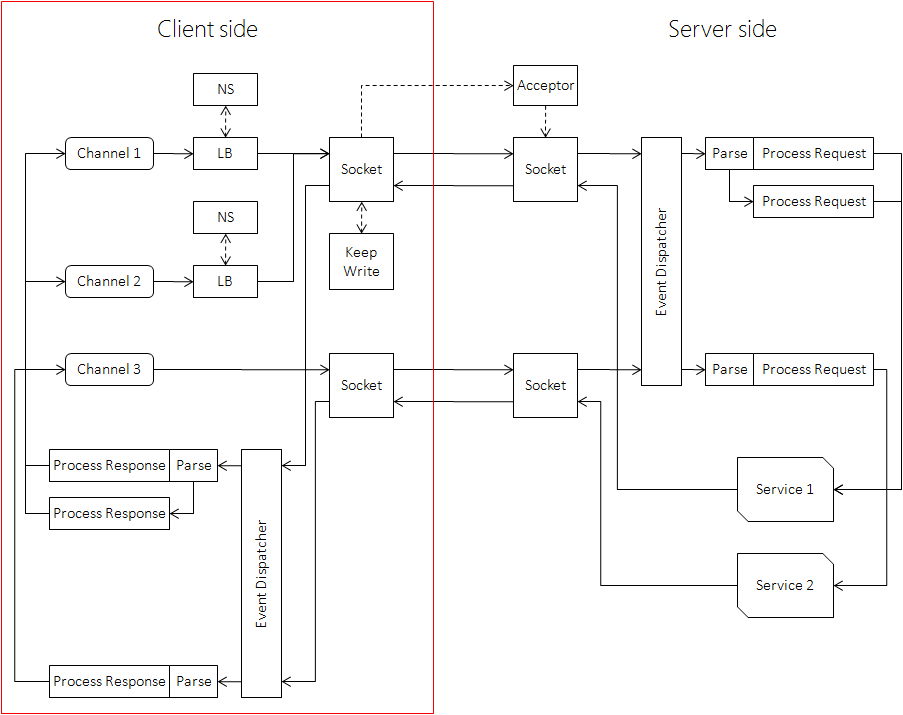 Client side
Server side
NS
Acceptor
Channel 1
LB
Socket
Socket
Parse
Process Request
Process Request
NS
Keep
Write
Event Dispatcher
Channel 2
LB
Channel 3
Socket
Socket
Parse
Process Request
Process Response
Parse
Process Response
Event Dispatcher
Service 1
Service 2
Process Response
Parse